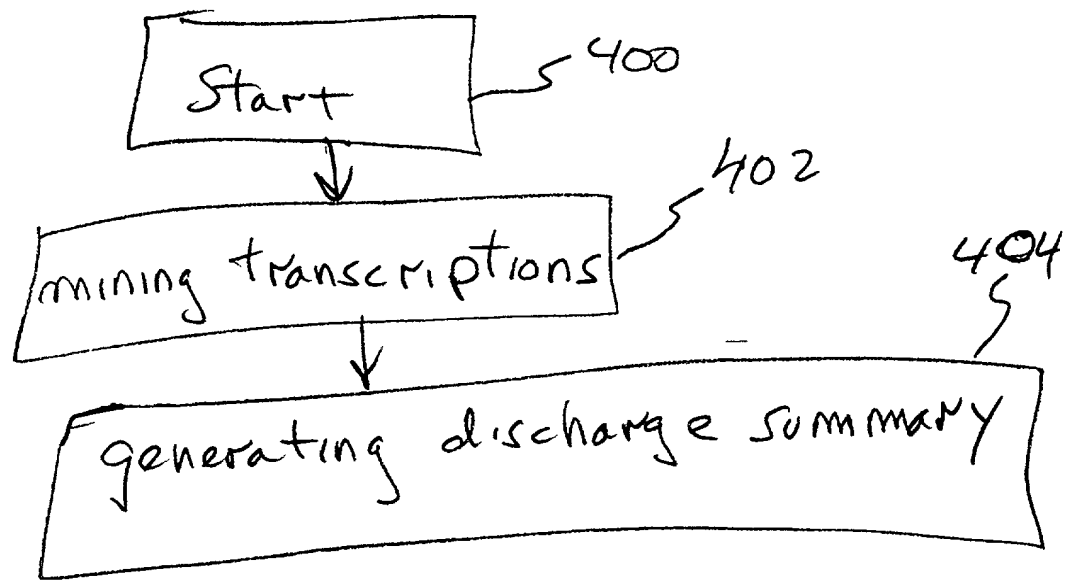 Start
400
402
mining transcriptions
404
generating discharge summary